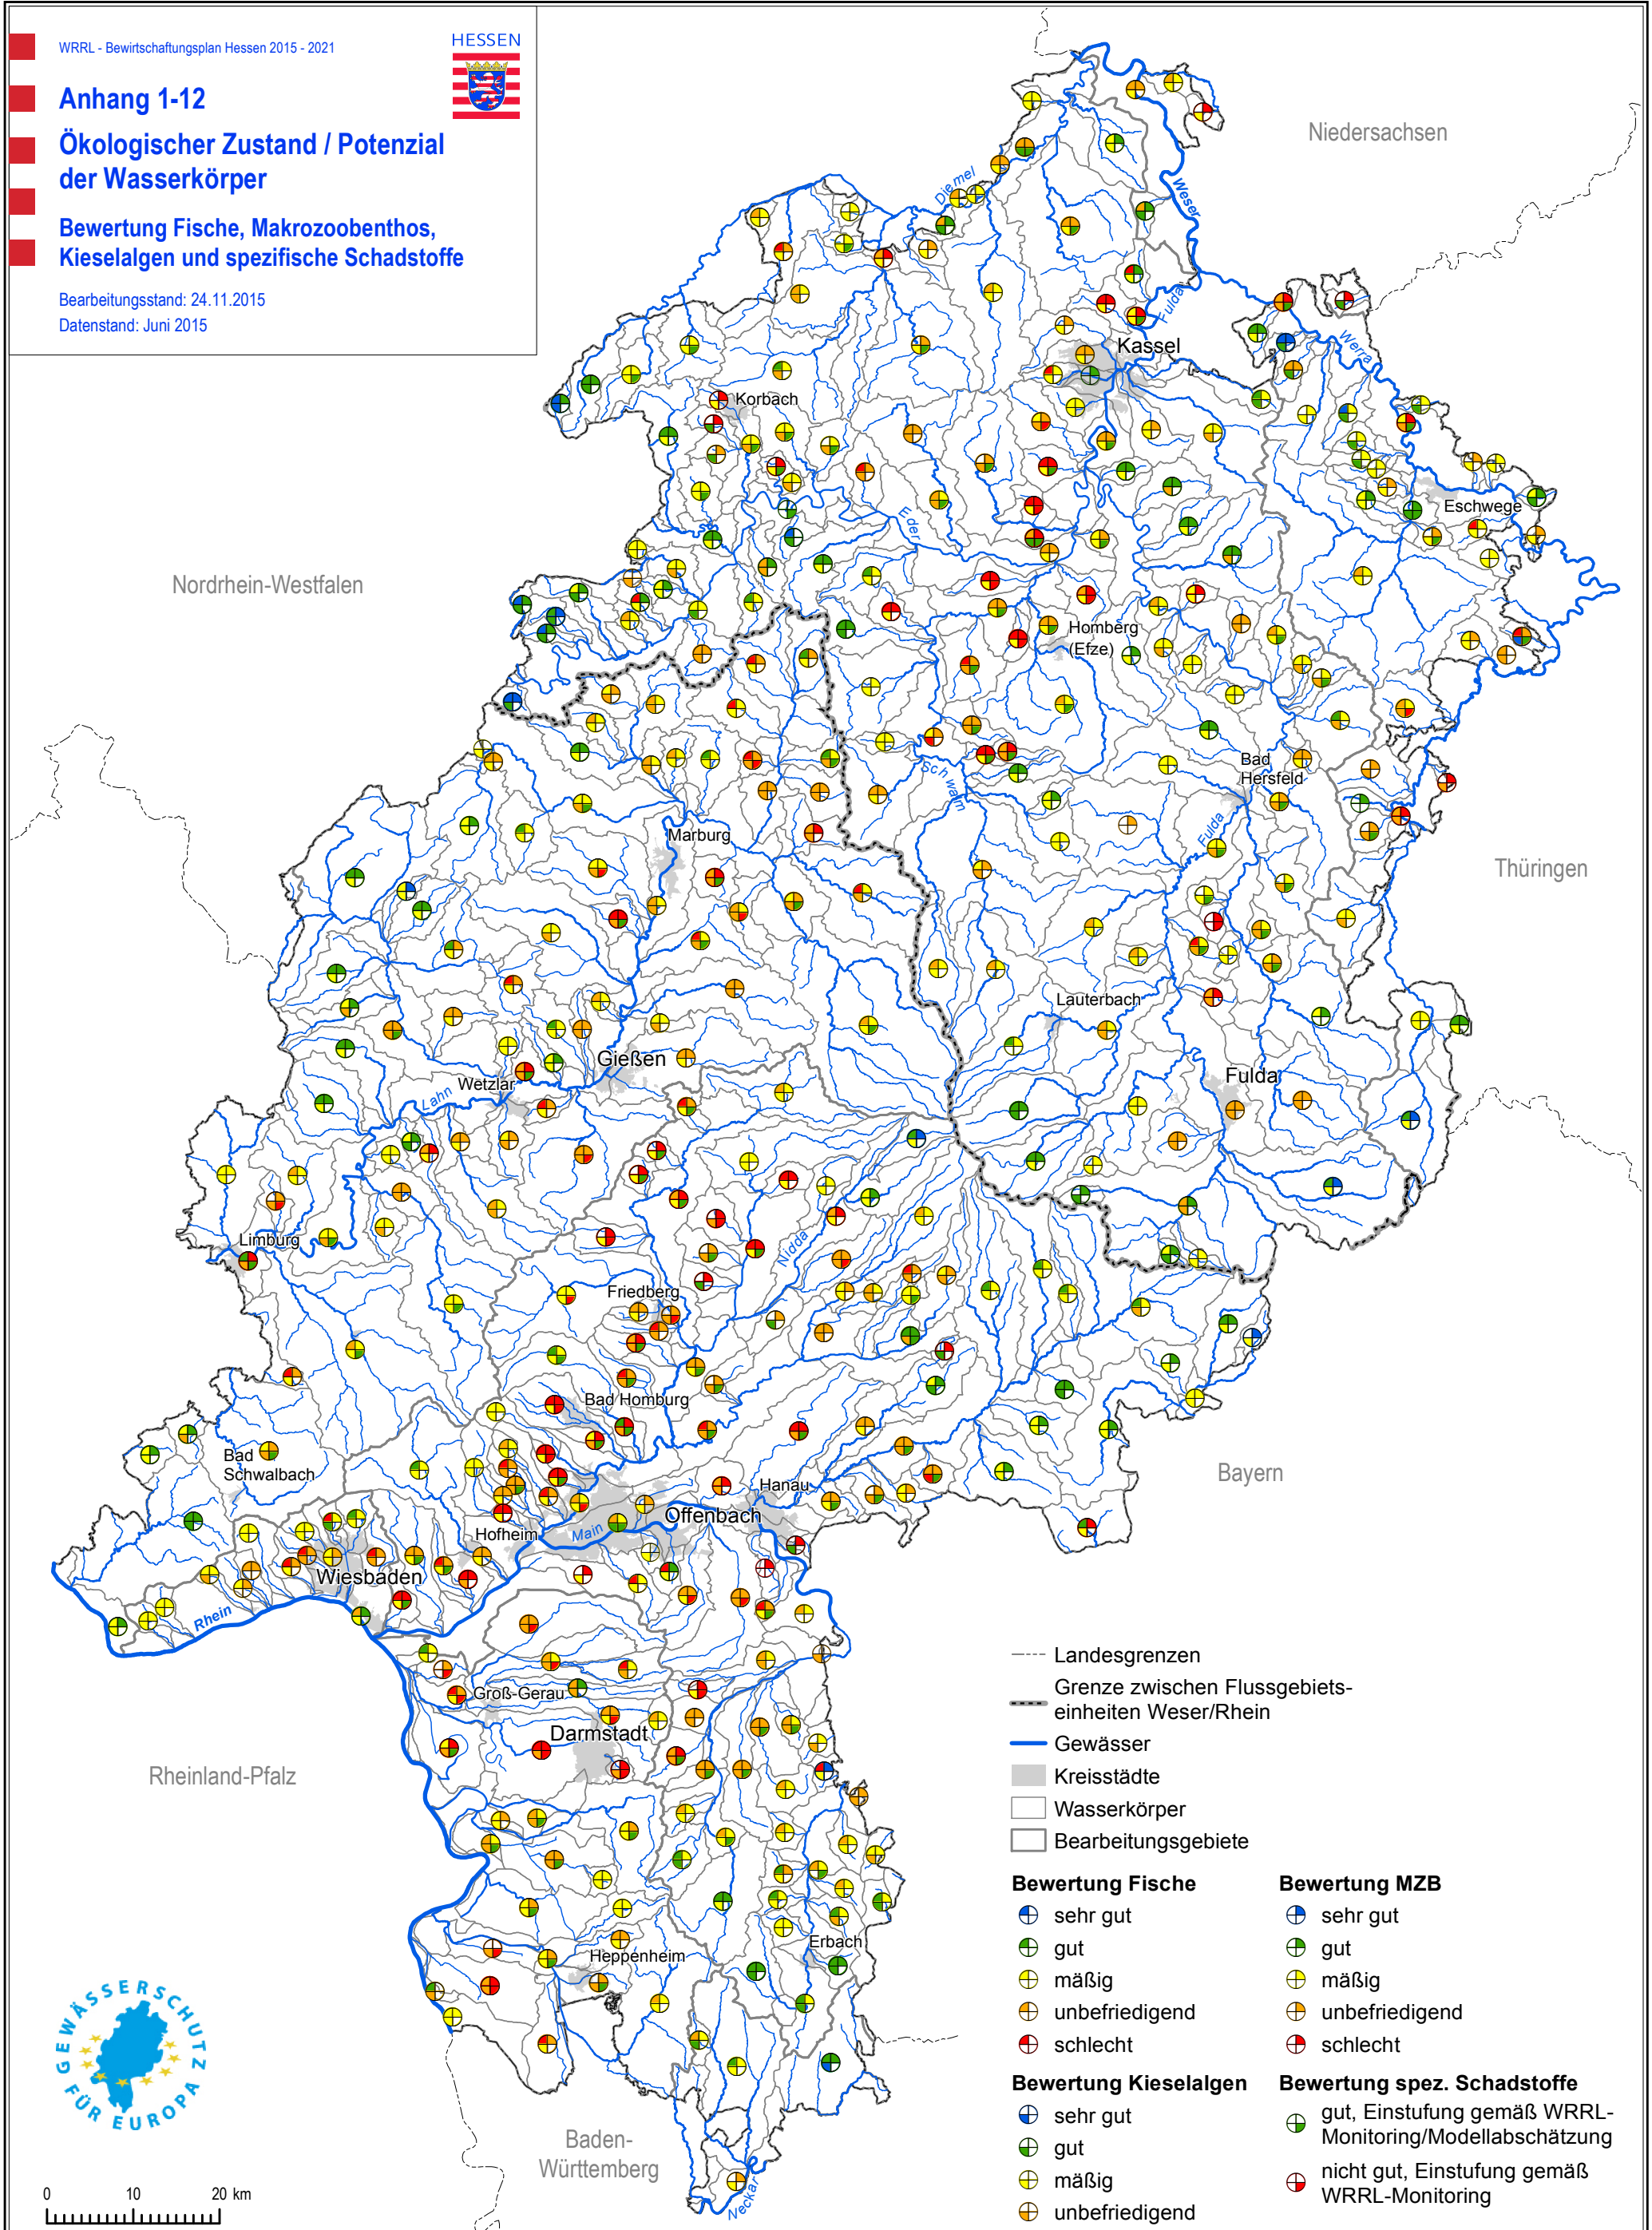 WRRL - Bewirtschaftungsplan Hessen 2015 - 2021
HESSEN
Anhang 1-12
Ökologischer Zustand / Potenzial
der Wasserkörper
Bewertung Fische, Makrozoobenthos,
Kieselalgen und spezifische Schadstoffe
Bearbeitungsstand: 24.11.2015
Datenstand: Juni 2015
Niedersachsen
Diemel
Weser
Fulda
Kassel
Werra
Korbach
Eschwege
Eder
Nordrhein-Westfalen
Homberg
(Efze)
Schwalm
Bad
Hersfeld
Fulda
Marburg
Thüringen
Lauterbach
Gießen
Wetzlar
Lahn
Fulda
Limburg
Nidda
Friedberg
Bad Homburg
Bad
Schwalbach
Bayern
Hanau
Offenbach
Main
Hofheim
Wiesbaden
Rhein
Groß-Gerau
Darmstadt
Rheinland-Pfalz
Erbach
Heppenheim
Baden-
Württemberg
Neckar
Landesgrenzen
Grenze zwischen Flussgebiets-
einheiten Weser/Rhein
Gewässer
Kreisstädte
Wasserkörper
Bearbeitungsgebiete
Bewertung Fische
sehr gut
gut
mäßig
unbefriedigend
schlecht
Bewertung MZB
sehr gut
gut
mäßig
unbefriedigend
schlecht
Bewertung Kieselalgen
sehr gut
gut
mäßig
unbefriedigend
Bewertung spez. Schadstoffe
gut, Einstufung gemäß WRRL-
Monitoring/Modellabschätzung
nicht gut, Einstufung gemäß
WRRL-Monitoring
GEWÄSSERSCHUTZ
FÜR EUROPA
0 10 20 km